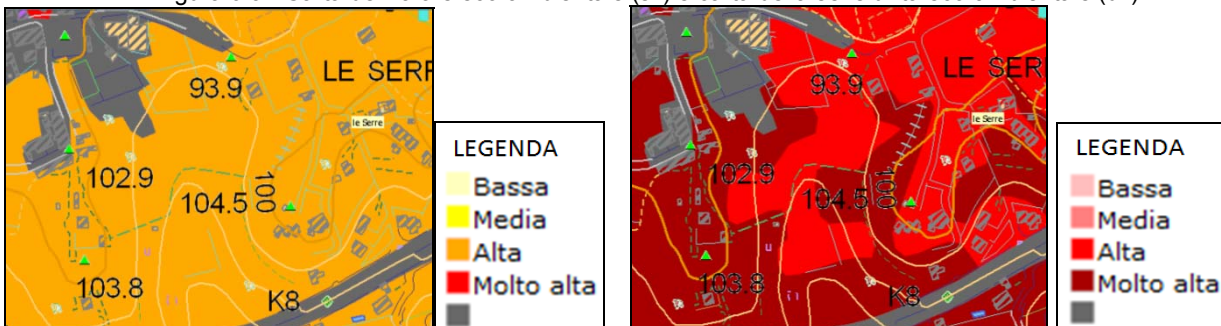 LE SERR
93.9
le Serre
102.9
104.5
100
103.8
K8
LEGENDA
Bassa
Media
Alta
Molto alta
LE SER
93.9
le Serre
102.9
104.5
100
103.8
K8
LEGENDA
Bassa
Media
Alta
Molto alta